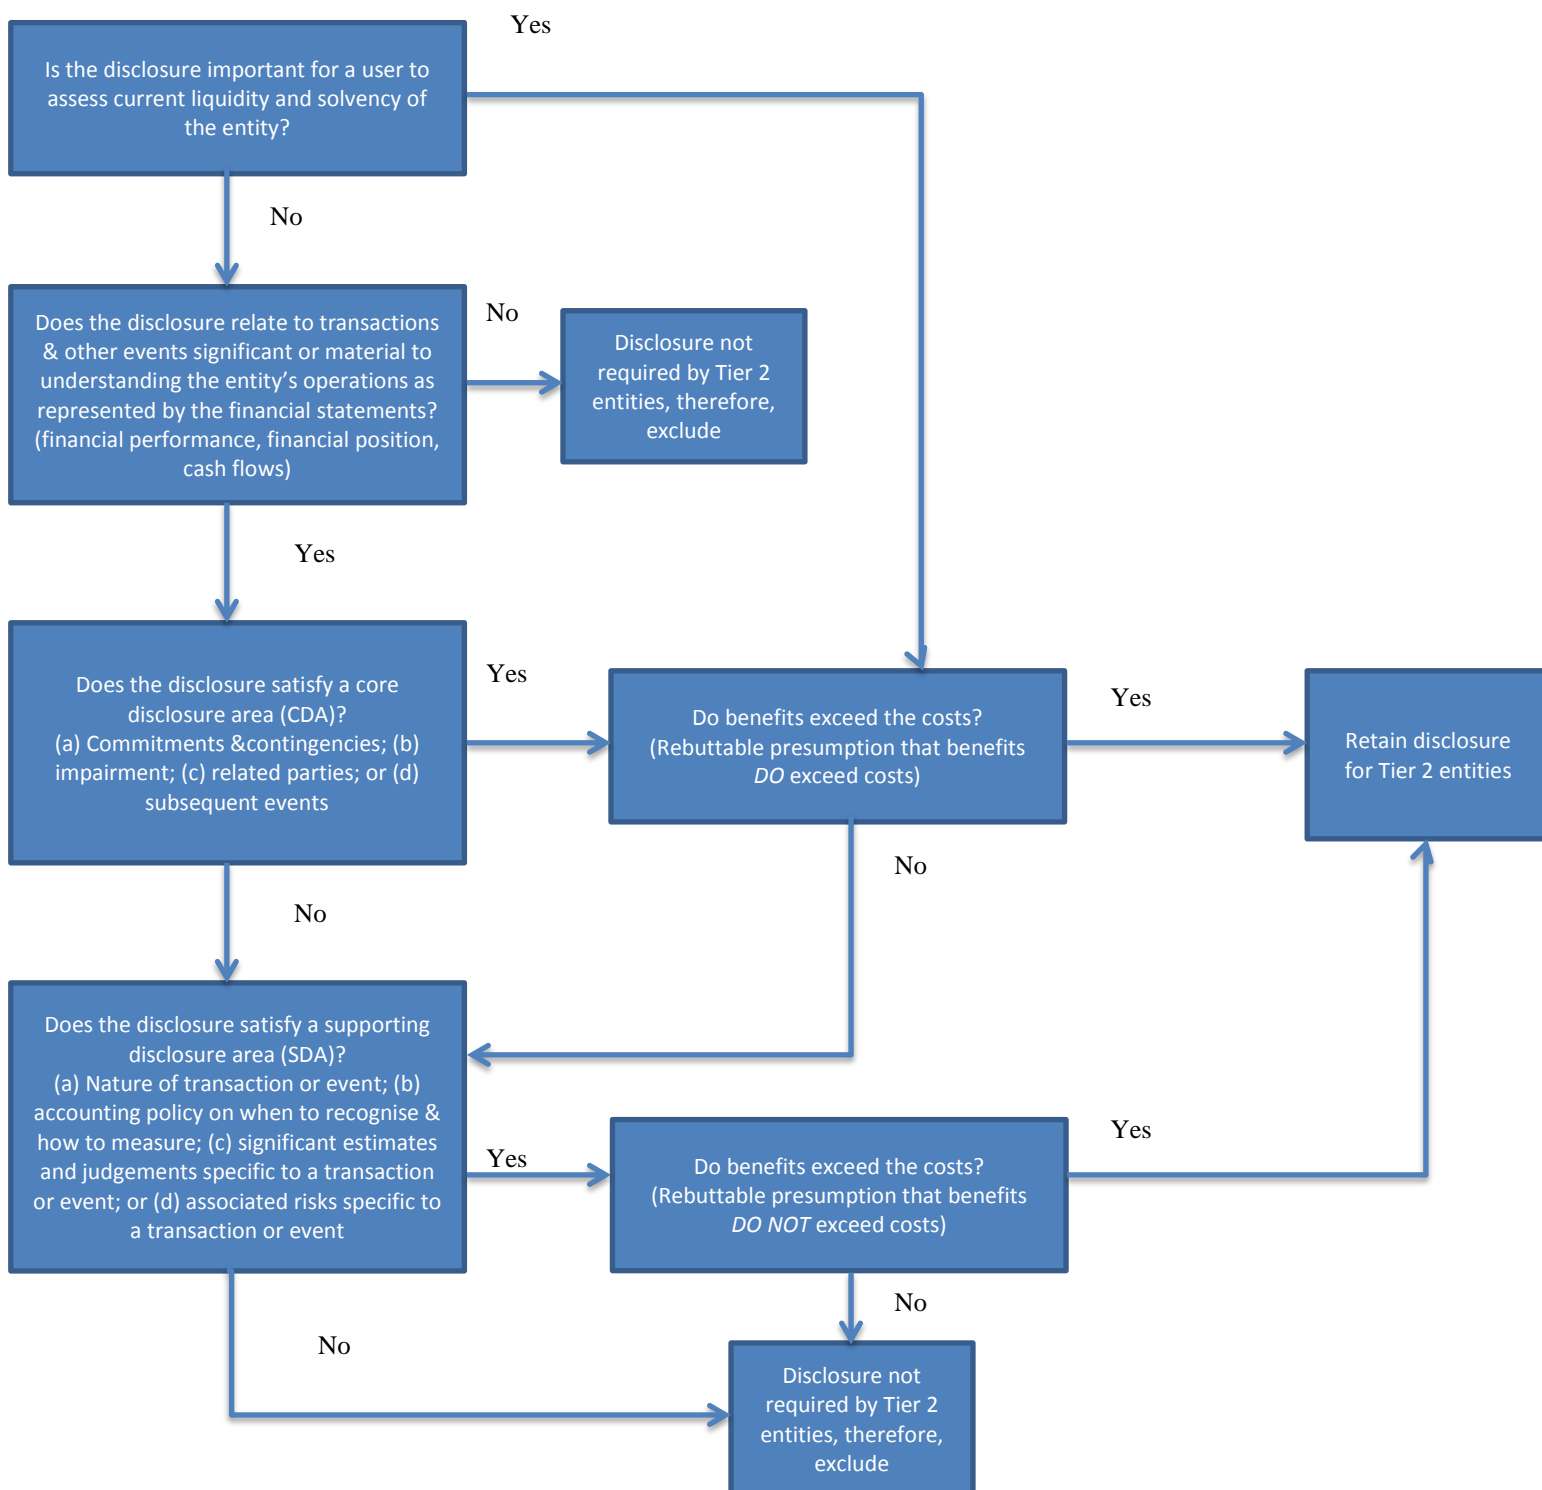 Yes
Is the disclosure important for a user to
assess current liquidity and solvency of
the entity?
No
Does the disclosure relate to transactions
& other events significant or material to
understanding the entity’s operations as
represented by the financial statements?
(financial performance, financial position,
cash flows)
No
Disclosure not
required by Tier 2
entities, therefore,
exclude
Yes
Does the disclosure satisfy a core
disclosure area (CDA)?
(a) Commitments &contingencies; (b)
impairment; (c) related parties; or (d)
subsequent events
Yes
Do benefits exceed the costs?
(Rebuttable presumption that benefits
DO exceed costs)
Yes
Retain disclosure
for Tier 2 entities
No
No
Does the disclosure satisfy a supporting
disclosure area (SDA)?
(a) Nature of transaction or event; (b)
accounting policy on when to recognise &
how to measure; (c) significant estimates
and judgements specific to a transaction
or event; or (d) associated risks specific to
a transaction or event
Yes
Do benefits exceed the costs?
(Rebuttable presumption that benefits
DO NOT exceed costs)
Yes
No
No
Disclosure not
required by Tier 2
entities, therefore,
exclude